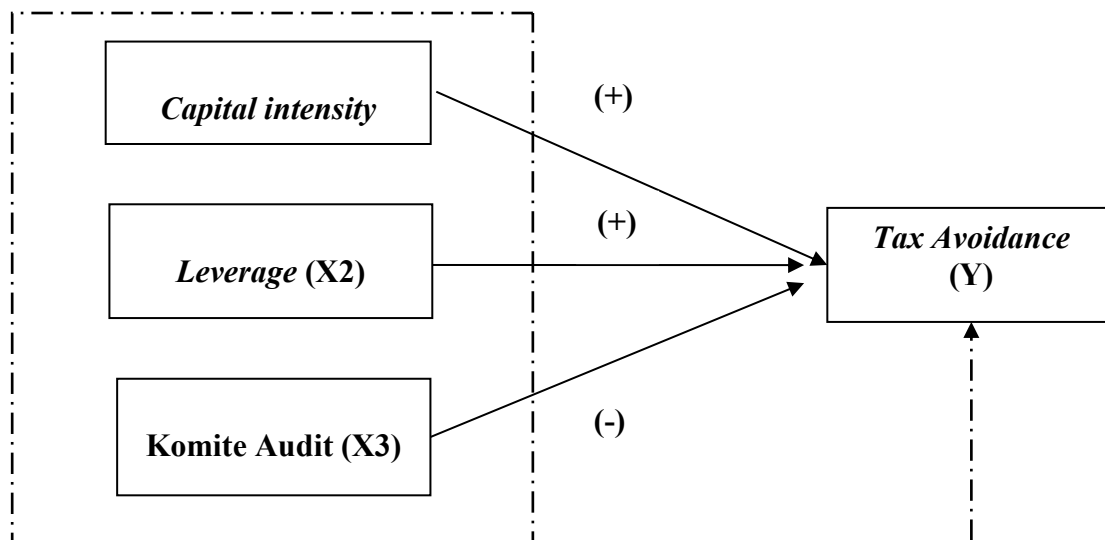 Capital intensity
(+)
Leverage (X2)
(+)
Tax Avoidance
(Y)
Komite Audit (X3)
(-)